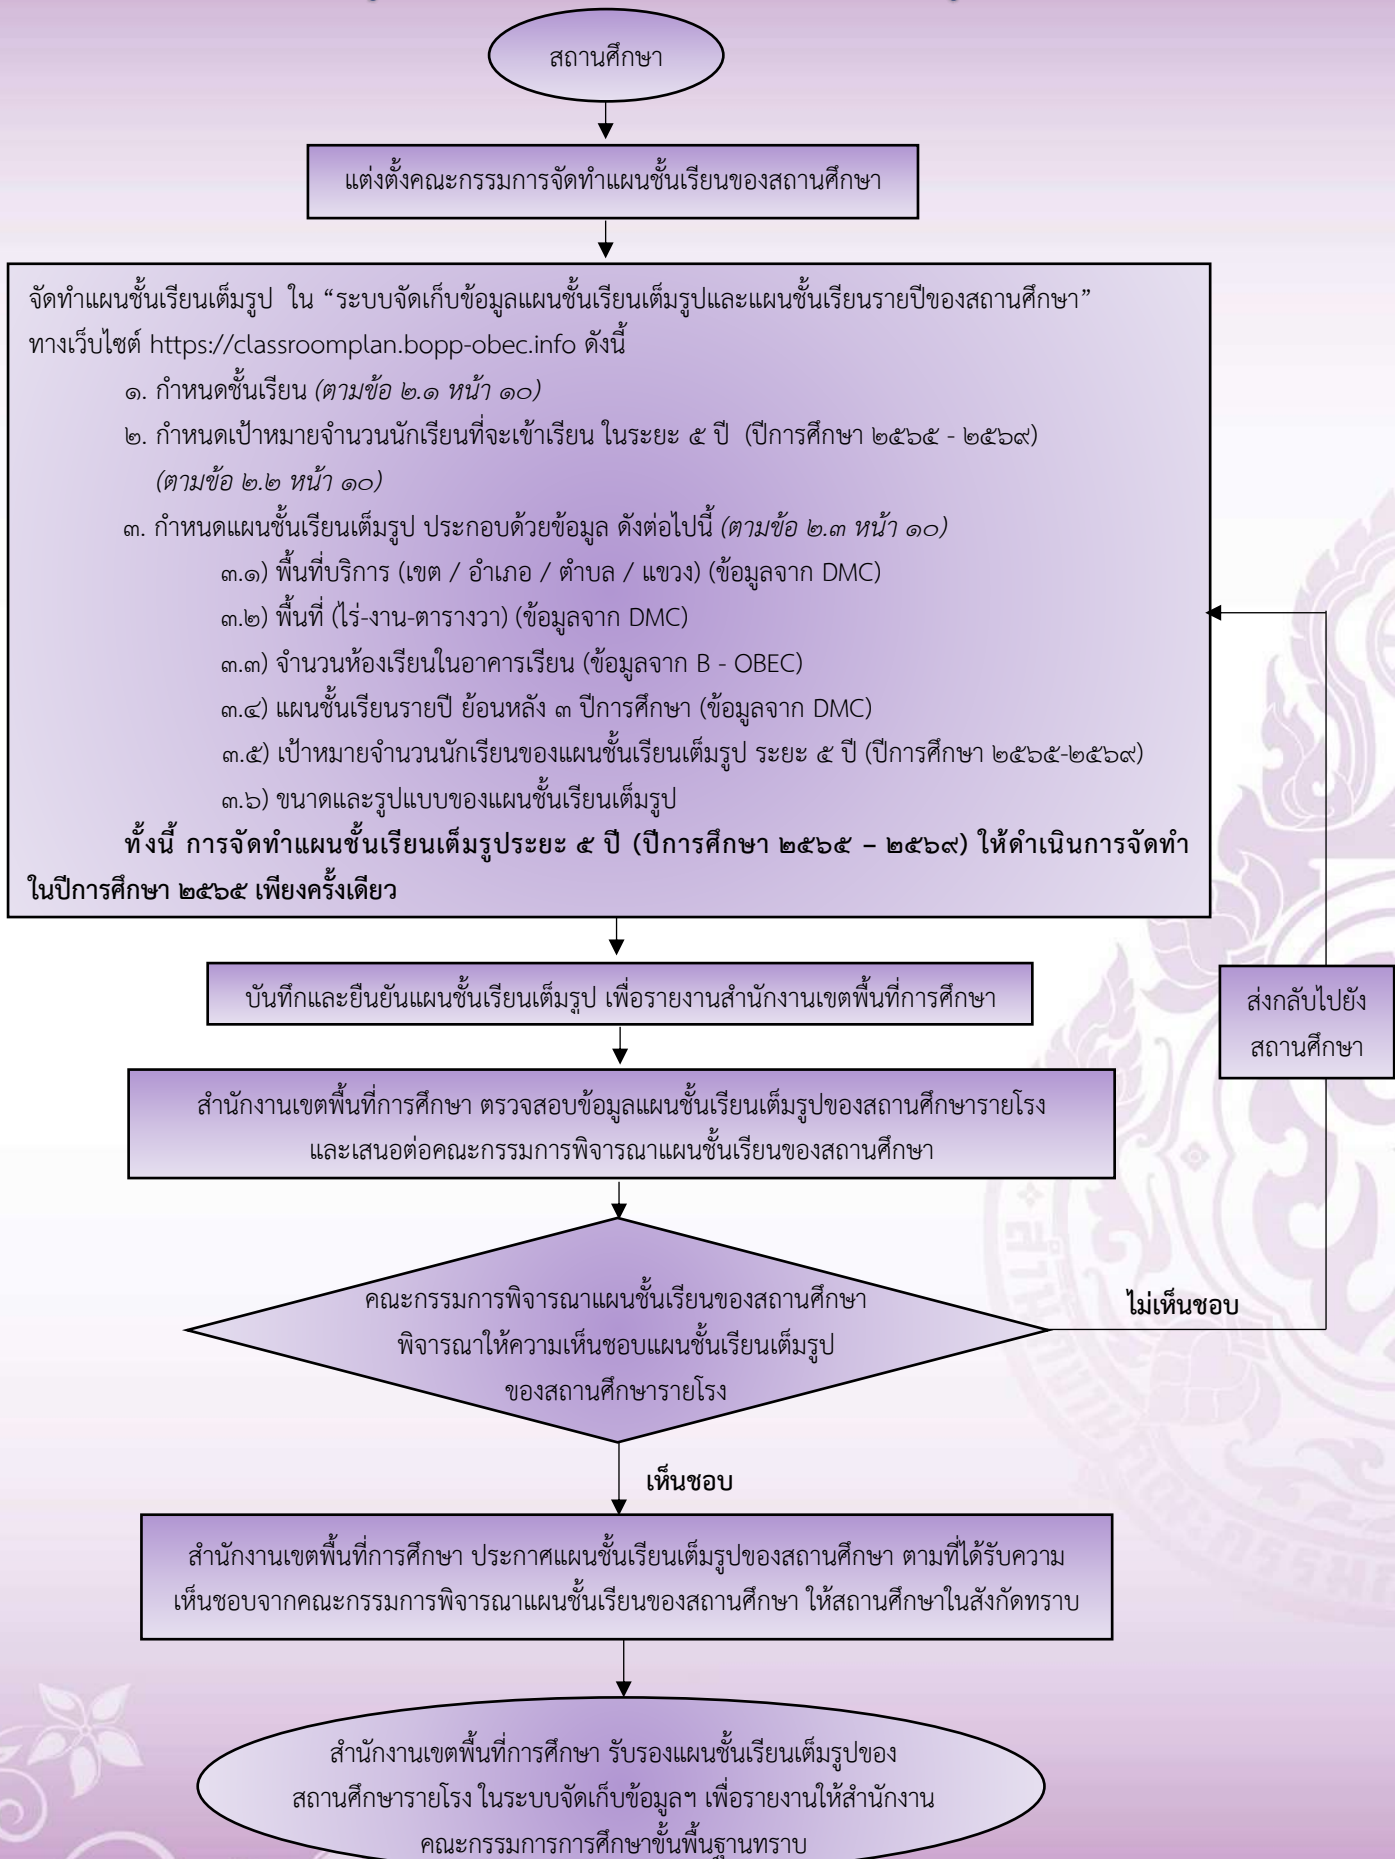 สถานศึกษา
แต่งตั้งคณะกรรมการจัดทำแผนชั้นเรียนของสถานศึกษา
จัดทำแผนชั้นเรียนเต็มรูป ใน “ระบบจัดเก็บข้อมูลแผนชั้นเรียนเต็มรูปและแผนชั้นเรียนรายปีของสถานศึกษา”
ทางเว็บไซต์ https://classroomplan.bopp-obec.info ดังนี้
๑. กำหนดชั้นเรียน (ตามข้อ ๒.๑ หน้า ๑๐)
๒. กำหนดเป้าหมายจำนวนนักเรียนที่จะเข้าเรียน ในระยะ ๕ ปี (ปีการศึกษา ๒๕๖๕ - ๒๕๖๙)
(ตามข้อ ๒.๒ หน้า ๑๐)
๓. กำหนดแผนชั้นเรียนเต็มรูป ประกอบด้วยข้อมูล ดังต่อไปนี้ (ตามข้อ ๒.๓ หน้า ๑๐)
๓.๑) พื้นที่บริการ (เขต / อำเภอ / ตำบล / แขวง) (ข้อมูลจาก DMC)
๓.๒) พื้นที่ (ไร่-งาน-ตารางวา) (ข้อมูลจาก DMC)
๓.๓) จำนวนห้องเรียนในอาคารเรียน (ข้อมูลจาก B - OBEC)
๓.๔) แผนชั้นเรียนรายปี ย้อนหลัง ๓ ปีการศึกษา (ข้อมูลจาก DMC)
๓.๕) เป้าหมายจำนวนนักเรียนของแผนชั้นเรียนเต็มรูป ระยะ ๕ ปี (ปีการศึกษา ๒๕๖๕-๒๕๖๙)
๓.๖) ขนาดและรูปแบบของแผนชั้นเรียนเต็มรูป
ทั้งนี้ การจัดทำแผนชั้นเรียนเต็มรูประยะ ๕ ปี (ปีการศึกษา ๒๕๖๕ – ๒๕๖๙) ให้ดำเนินการจัดทำ
ในปีการศึกษา ๒๕๖๕ เพียงครั้งเดียว
บันทึกและยืนยันแผนชั้นเรียนเต็มรูป เพื่อรายงานสำนักงานเขตพื้นที่การศึกษา
ส่งกลับไปยัง
สถานศึกษา
สำนักงานเขตพื้นที่การศึกษา ตรวจสอบข้อมูลแผนชั้นเรียนเต็มรูปของสถานศึกษารายโรง
และเสนอต่อคณะกรรมการพิจารณาแผนชั้นเรียนของสถานศึกษา
คณะกรรมการพิจารณาแผนชั้นเรียนของสถานศึกษา
พิจารณาให้ความเห็นชอบแผนชั้นเรียนเต็มรูป
ของสถานศึกษารายโรง
ไม่เห็นชอบ
เห็นชอบ
สำนักงานเขตพื้นที่การศึกษา ประกาศแผนชั้นเรียนเต็มรูปของสถานศึกษา ตามที่ได้รับความ
เห็นชอบจากคณะกรรมการพิจารณาแผนชั้นเรียนของสถานศึกษา ให้สถานศึกษาในสังกัดทราบ
สำนักงานเขตพื้นที่การศึกษา รับรองแผนชั้นเรียนเต็มรูปของ
สถานศึกษารายโรง ในระบบจัดเก็บข้อมูลฯ เพื่อรายงานให้สำนักงาน
คณะกรรมการการศึกษาขั้นพื้นฐานทราบ